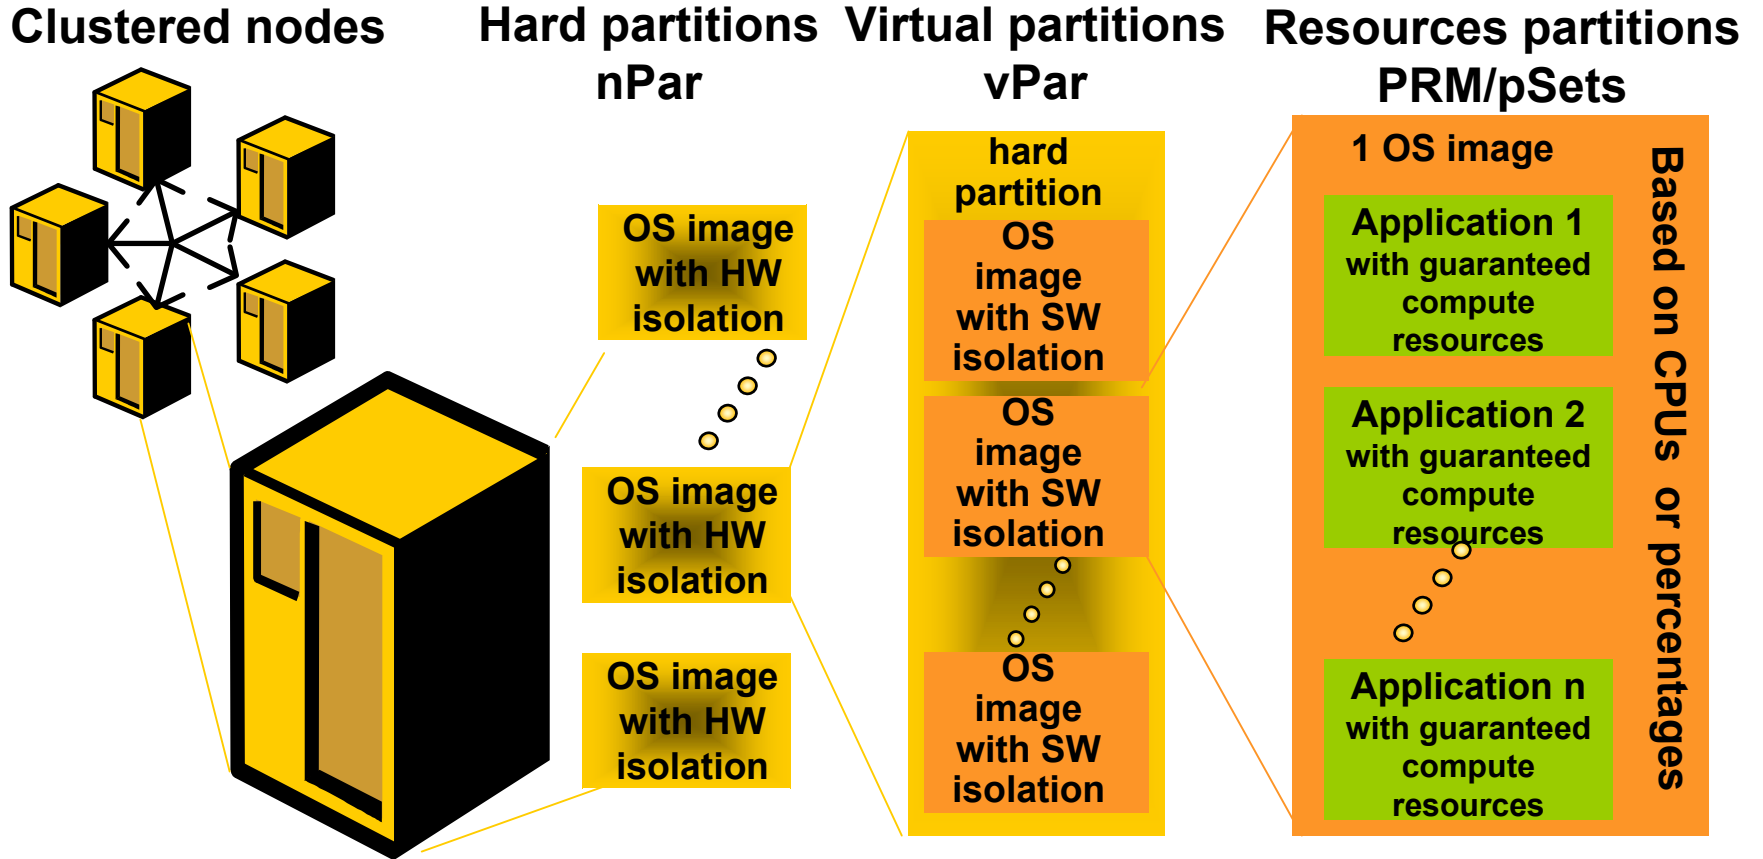 Clustered nodes
Hard partitions
nPar
Virtual partitions
vPar
Resources partitions
PRM/pSets
OS image
with HW
isolation
OS image
with HW
isolation
OS image
with HW
isolation
hard
partition
OS
image
with SW
isolation
OS
image
with SW
isolation
OS
image
with SW
isolation
1 OS image
Application 1
with guaranteed
compute
resources
Application 2
with guaranteed
compute
resources
Application n
with guaranteed
compute
resources
Based on CPUs or percentages